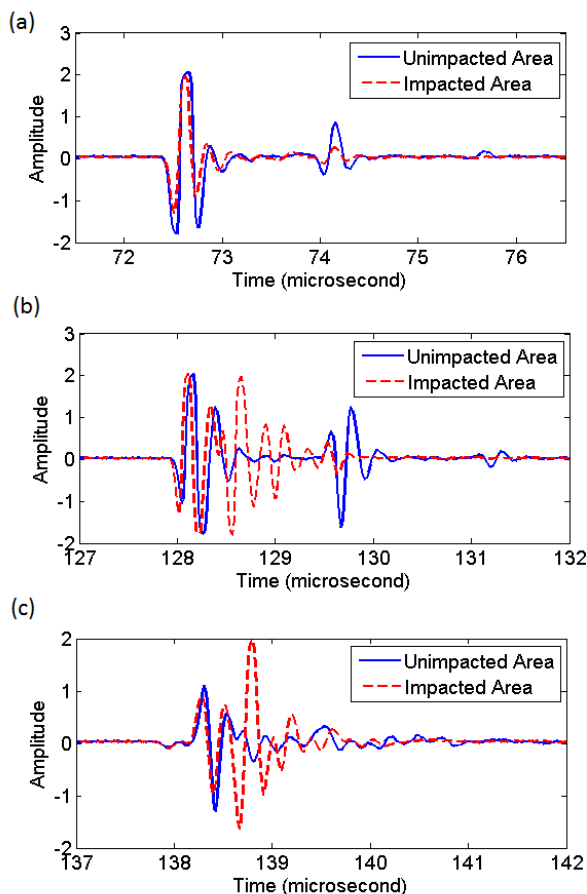 (a)
3
2
1
0
-1
-2
Amplitude
Unimpacted Area
Impacted Area
72 73 74 75 76
Time (microsecond)
(b)
3
2
1
0
-1
-2
Amplitude
Unimpacted Area
Impacted Area
127 128 129 130 131 132
Time (microsecond)
(c)
2
1
0
-1
-2
Amplitude
Unimpacted Area
Impacted Area
137 138 139 140 141 142
Time (microsecond)